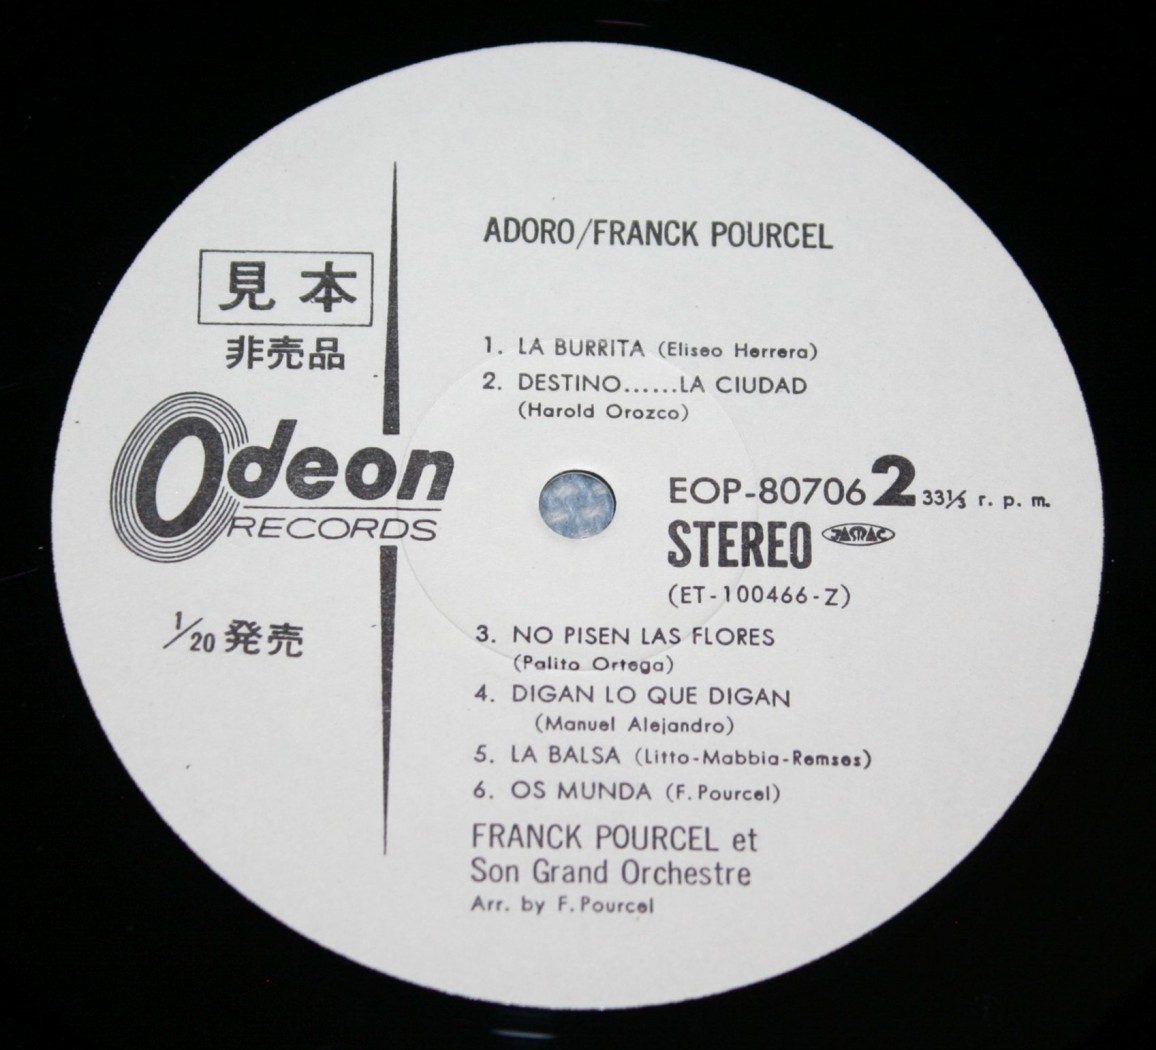 ADORO/FRANCK POURCEL
見本
非売品
1. LA BURRITA (Eliseo Herrera)
2. DESTINO......LA CIUDAD
(Harold Orozco)
Odeon
RECORDS
EOP-80706 2 33⅓ r. p. m.
STEREO JASRAC
(ET-100466-Z)
1/20 発売
3. NO PISEN LAS FLORES
(Palito Ortega)
4. DIGAN LO QUE DIGAN
(Manuel Alejandro)
5. LA BALSA (Litto-Mabbia-Remses)
6. OS MUNDA (F. Pourcel)
FRANCK POURCEL et
Son Grand Orchestre
Arr. by F. Pourcel